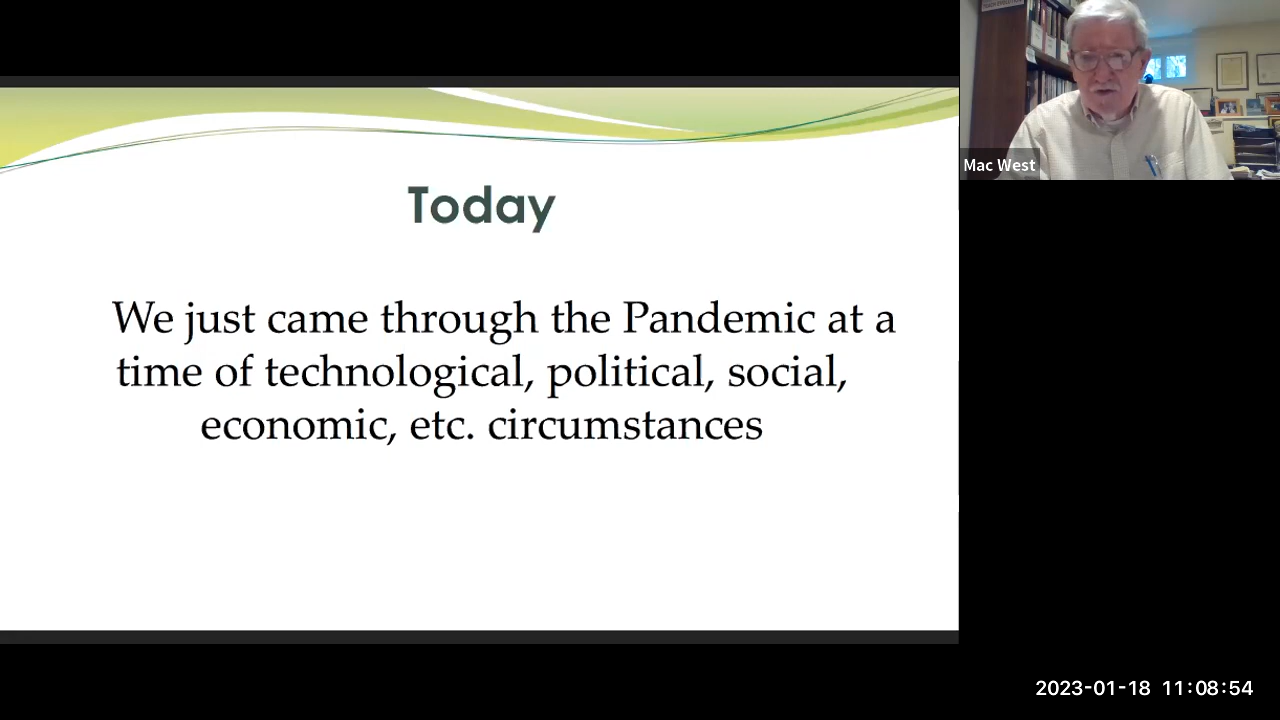 Today
We just came through the Pandemic at a
time of technological, political, social,
economic, etc. circumstances
Mac West
2023-01-18 11:08:54